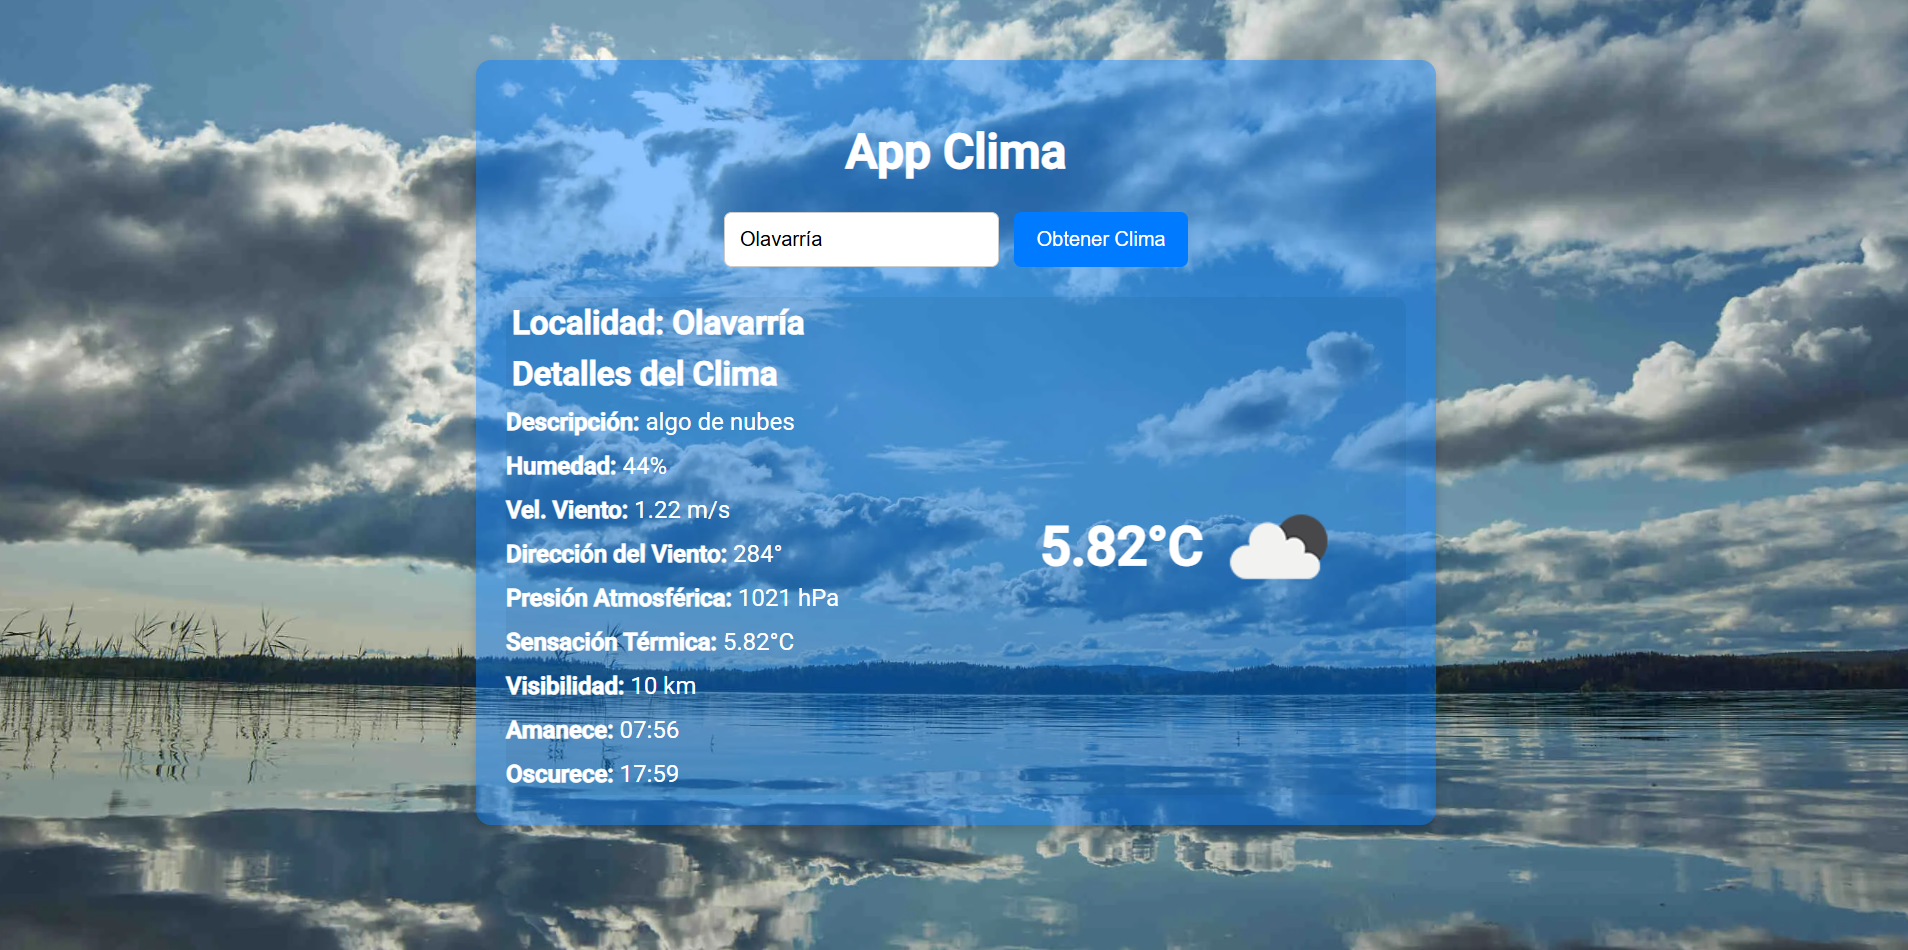 App Clima
Olavarría Obtener Clima
Localidad: Olavarría
Detalles del Clima
Descripción: algo de nubes
Humedad: 44%
Vel. Viento: 1.22 m/s
Dirección del Viento: 284°
Presión Atmosférica: 1021 hPa
Sensación Térmica: 5.82°C
Visibilidad: 10 km
Amanece: 07:56
Oscurece: 17:59
5.82°C